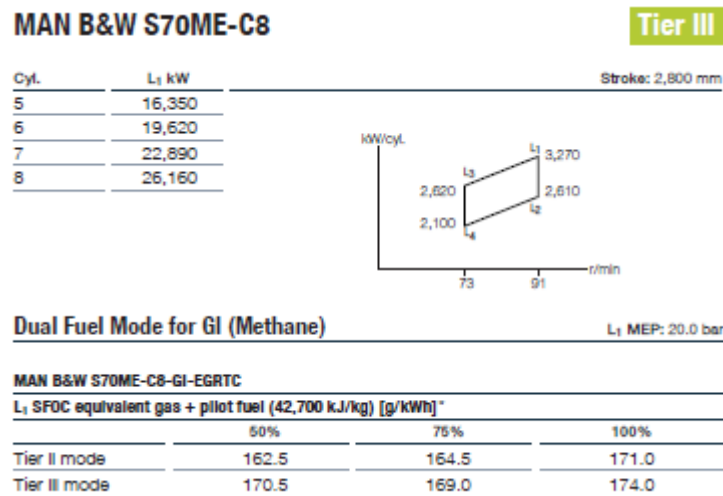 MAN B&W S70ME-C8 Tier III
Cyl. L₁ kW Stroke: 2,800 mm
5 16,350
6 19,620
7 22,890
8 26,160
kW/cyl.
L₁ 3,270
L₃
2,620 2,610
L₂
2,100
L₄
r/min
73 91
Dual Fuel Mode for GI (Methane) L₁ MEP: 20.0 bar
MAN B&W S70ME-C8-GI-EGRTC
L₁ SFOC equivalent gas + pilot fuel (42,700 kJ/kg) [g/kWh]*
50% 75% 100%
Tier II mode 162.5 164.5 171.0
Tier III mode 170.5 169.0 174.0